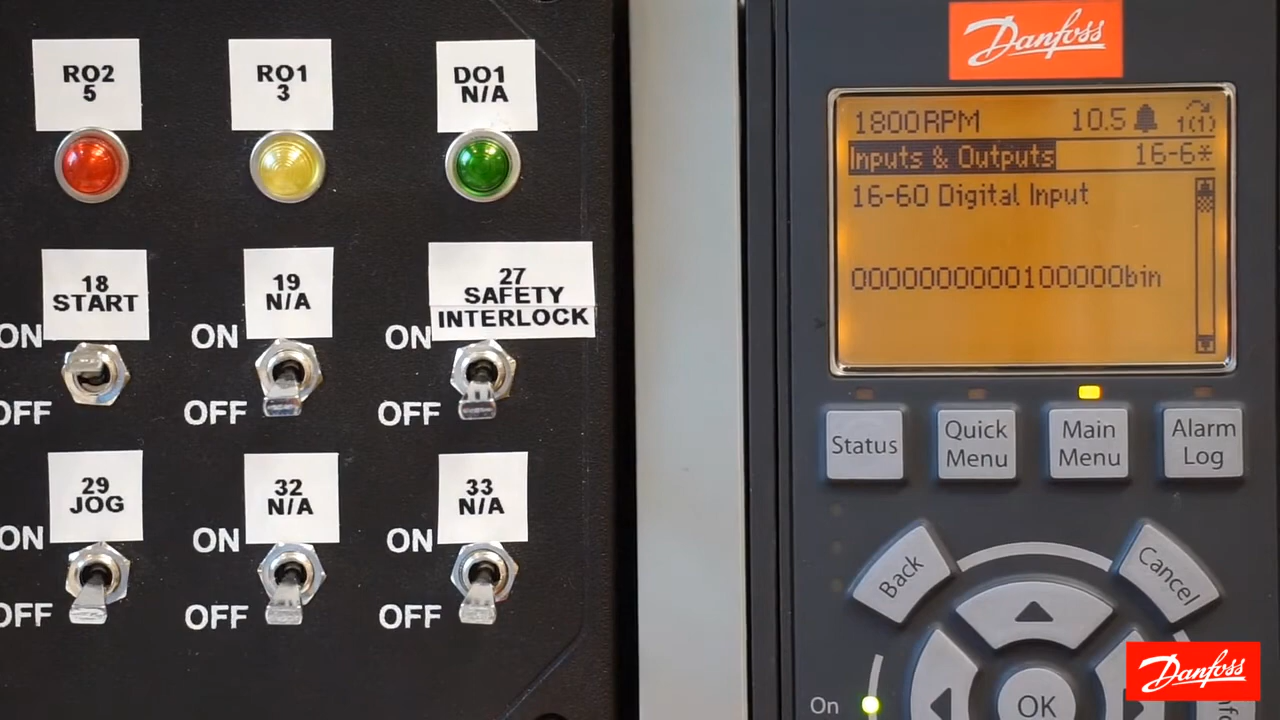 RO2
5
RO1
3
DO1
N/A
18
START
19
N/A
27
SAFETY
INTERLOCK
ON
ON
ON
OFF
OFF
OFF
29
JOG
32
N/A
33
N/A
ON
ON
ON
OFF
OFF
OFF
Danfoss
1800RPM 10.5 1(1)
Inputs & Outputs 16-6*
16-60 Digital Input
0000000000100000bin
Status
Quick
Menu
Main
Menu
Alarm
Log
Back
Cancel
On
OK
Danfoss